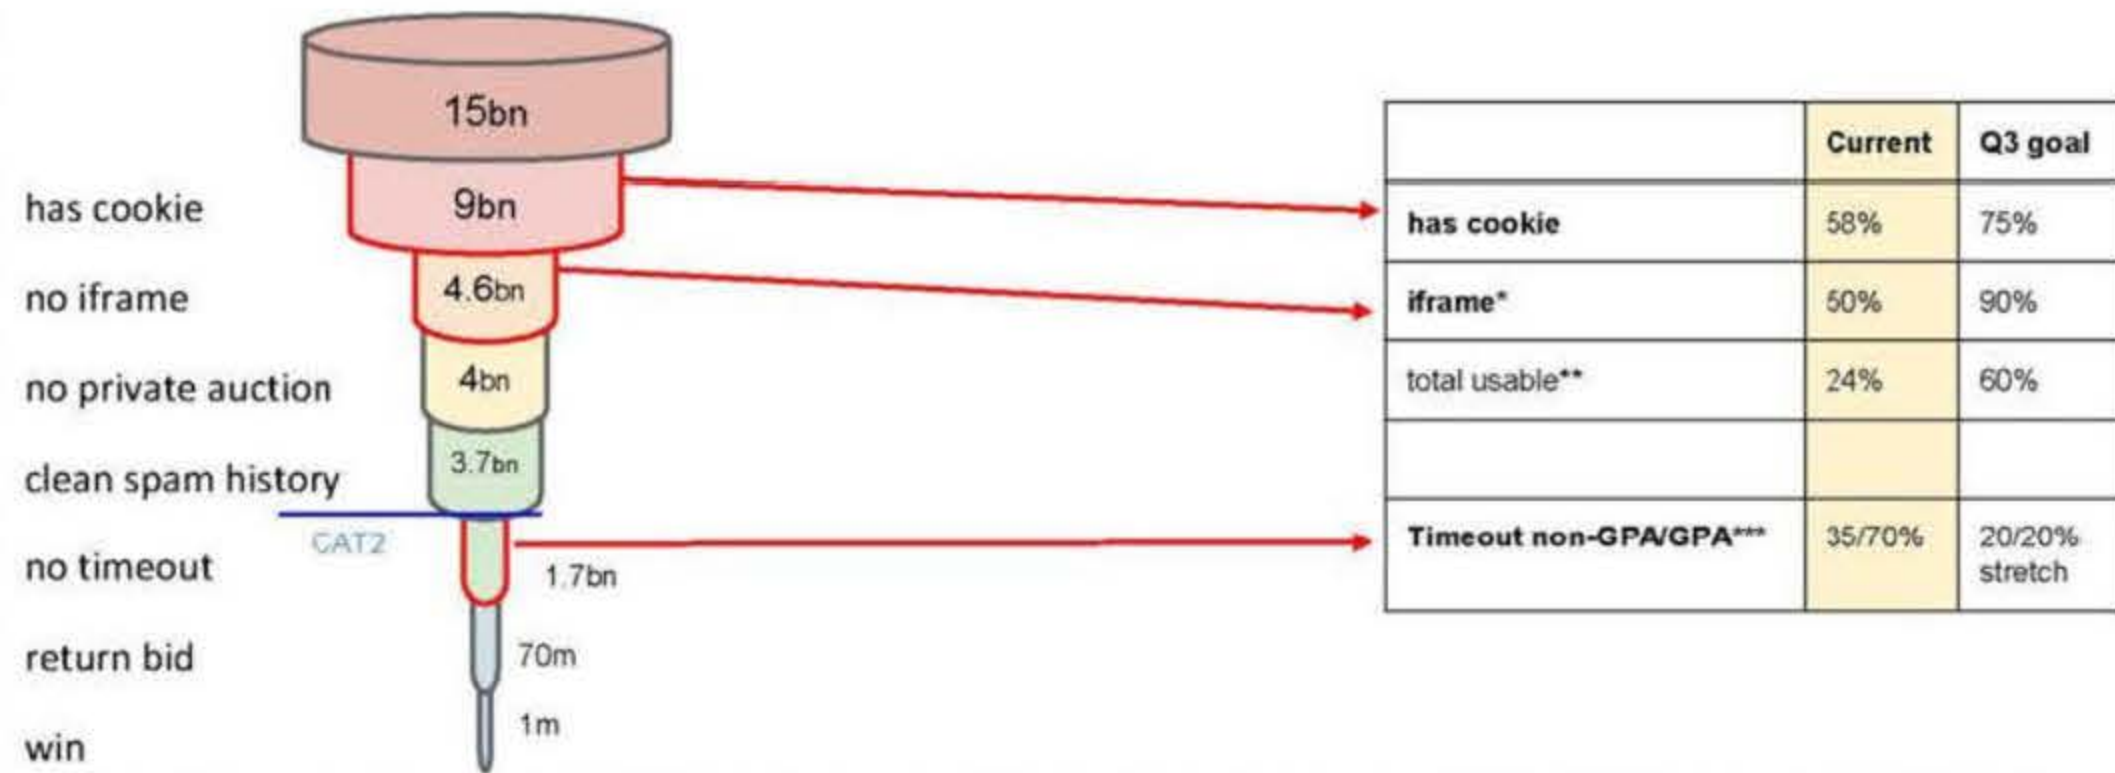 15bn
has cookie
9bn
no iframe
4.6bn
no private auction
4bn
clean spam history
3.7bn
CAT2
no timeout
1.7bn
return bid
70m
win
1m
Current Q3 goal
has cookie 58% 75%
iframe* 50% 90%
total usable** 24% 60%
Timeout non-GPA/GPA*** 35/70% 20/20%
stretch